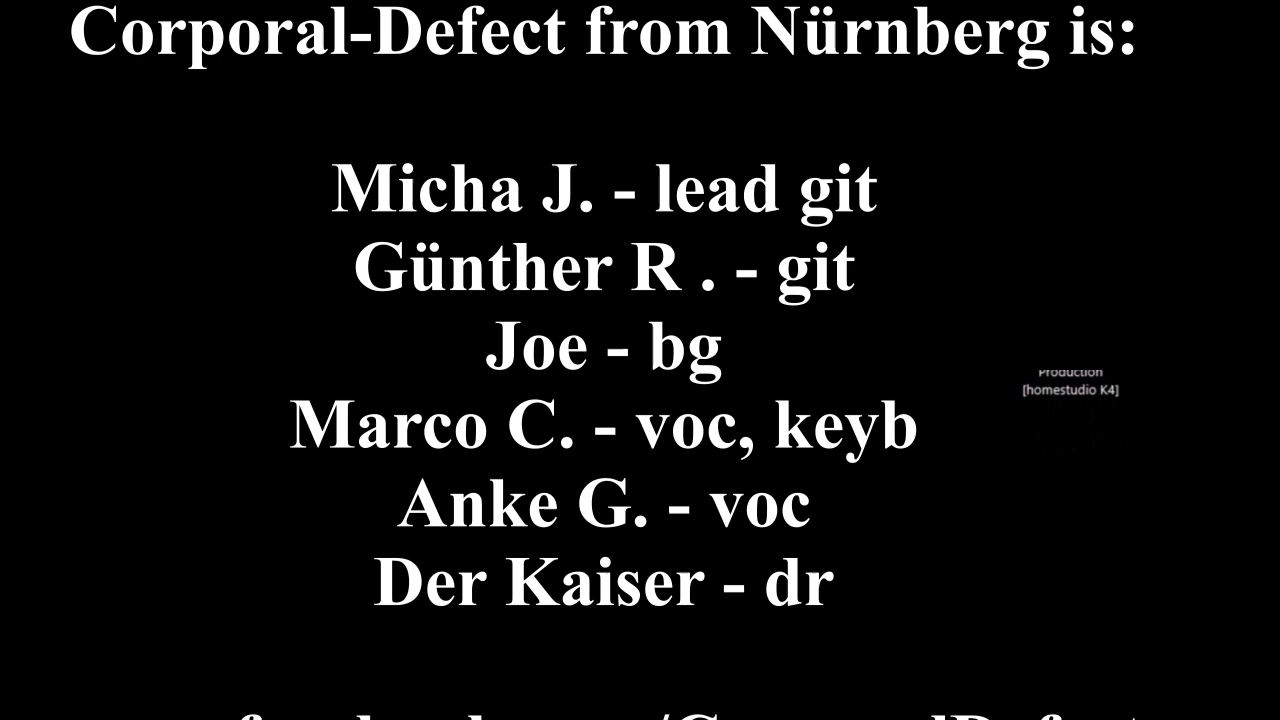 Corporal-Defect from Nürnberg is:
Micha J. - lead git
Günther R . - git
Joe - bg
Production
[homestudio K4]
Marco C. - voc, keyb
Anke G. - voc
Der Kaiser - dr